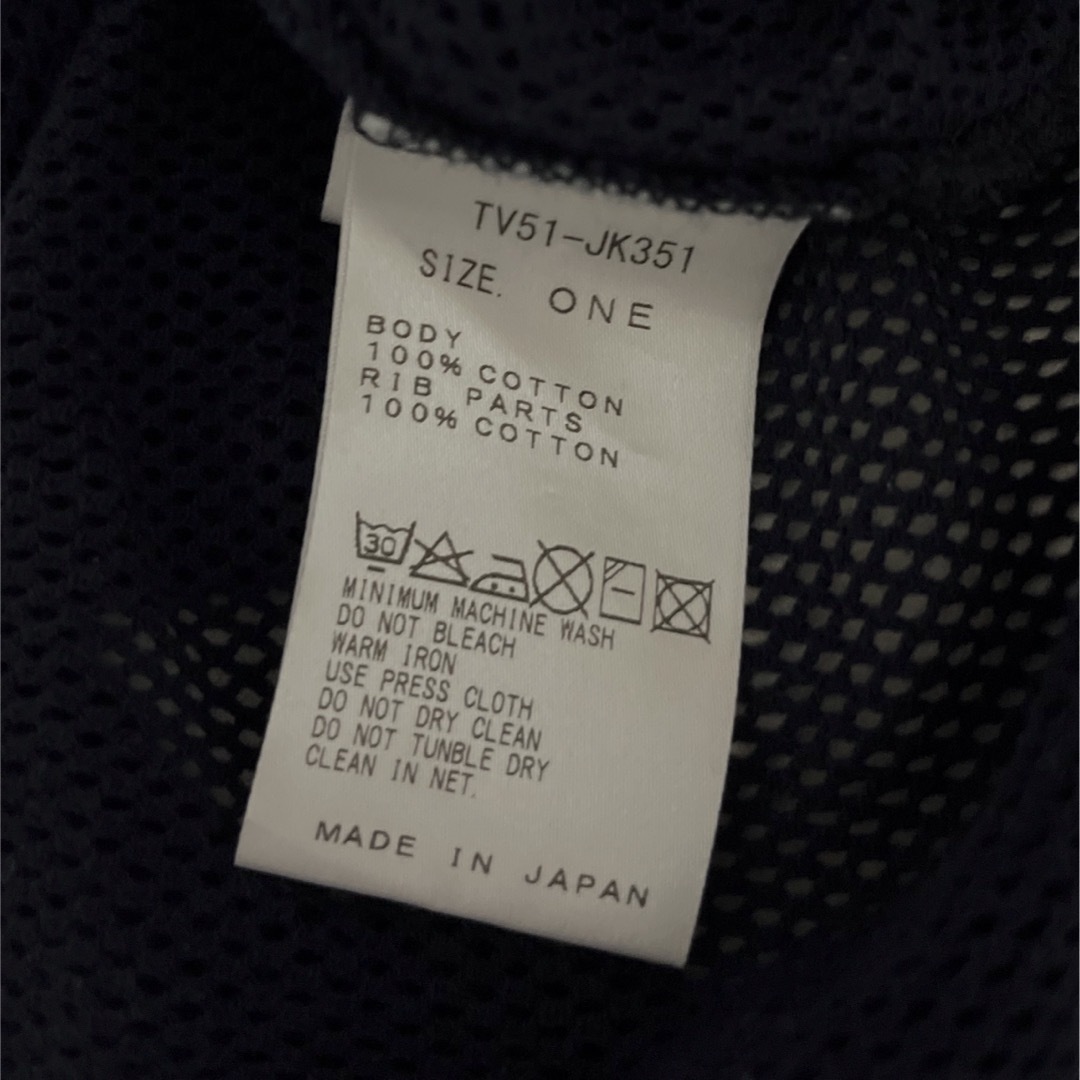 TV51-JK351
SIZE. ONE
BODY
100% COTTON
RIB PARTS
100% COTTON
30
MINIMUM MACHINE WASH
DO NOT BLEACH
WARM IRON
USE PRESS CLOTH
DO NOT DRY CLEAN
DO NOT TUNBLE DRY
CLEAN IN NET.
MADE IN JAPAN